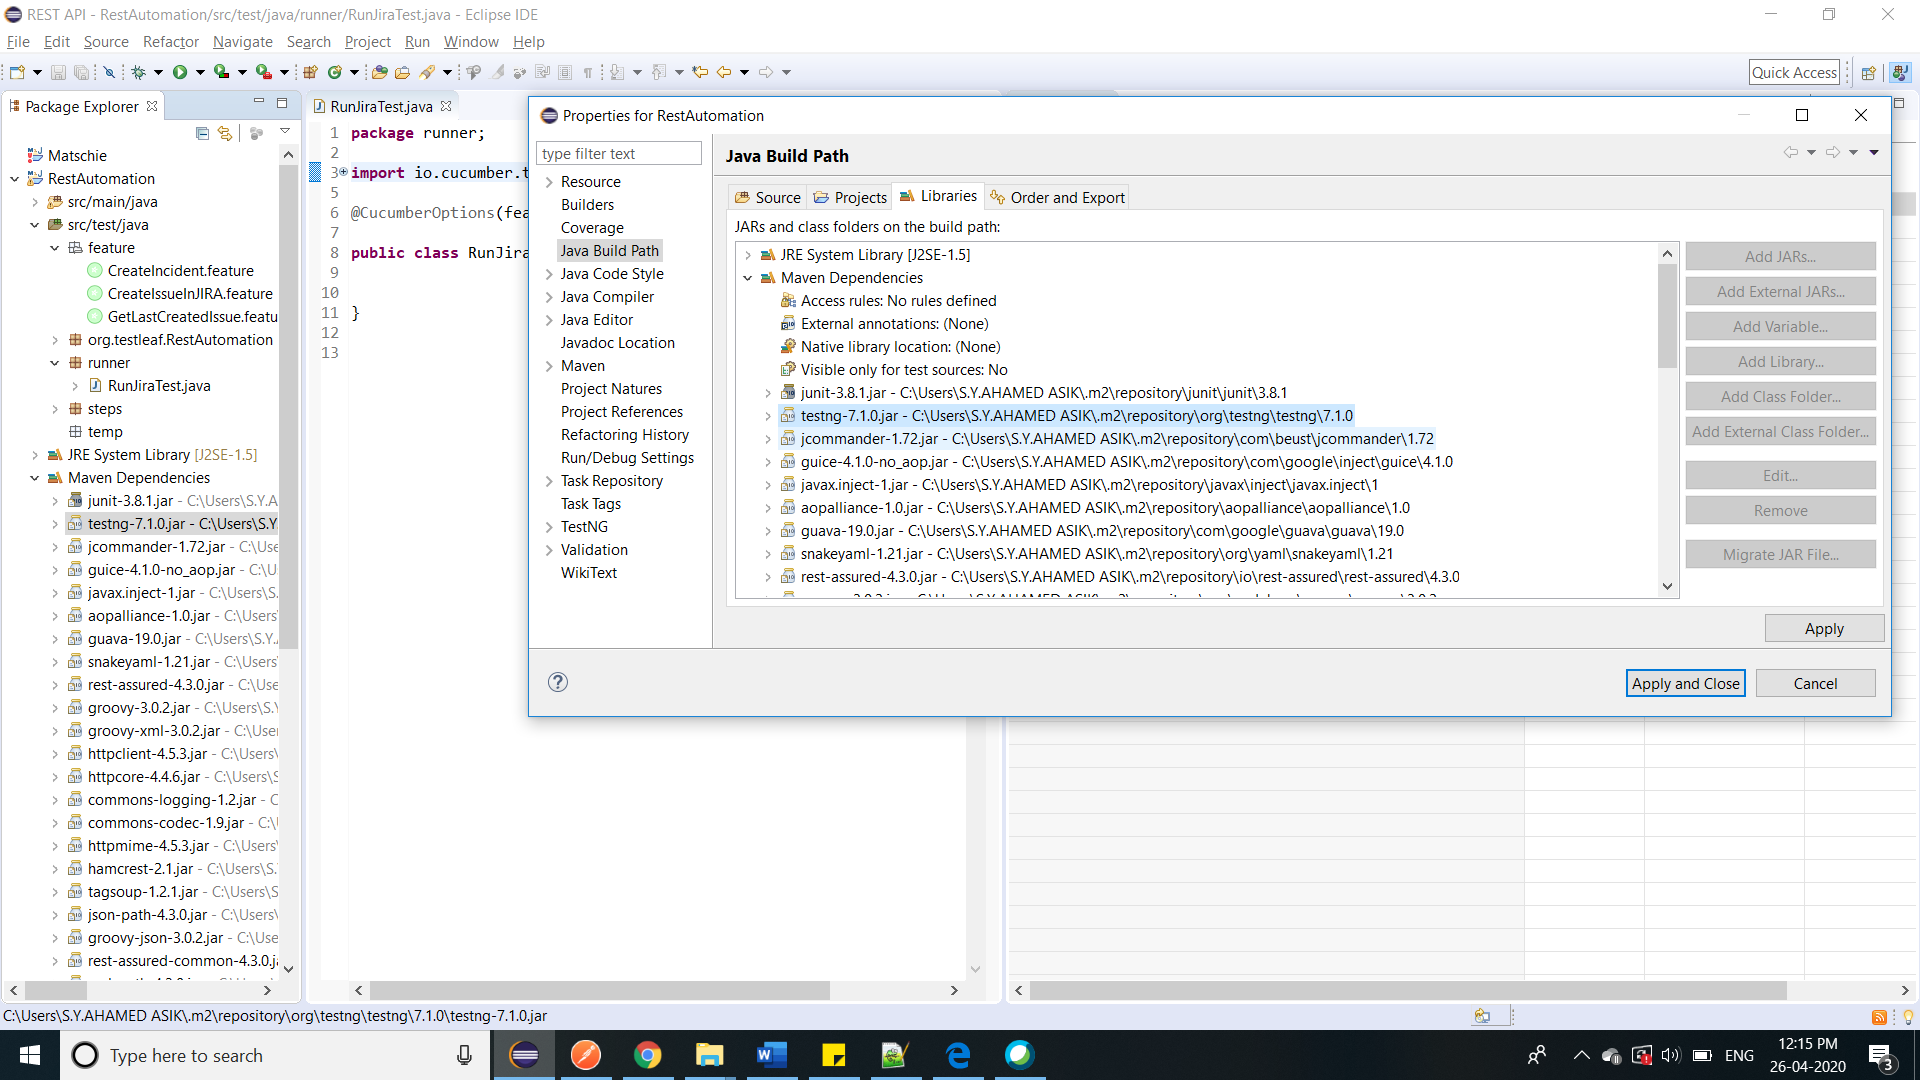 REST API - RestAutomation/src/test/java/runner/RunJiraTest.java - Eclipse IDE
File Edit Source Refactor Navigate Search Project Run Window Help
Quick Access
Package Explorer
Matschie
RestAutomation
src/main/java
src/test/java
feature
CreateIncident.feature
CreateIssueInJIRA.feature
GetLastCreatedIssue.featu
org.testleaf.RestAutomation
runner
RunJiraTest.java
steps
temp
JRE System Library [J2SE-1.5]
Maven Dependencies
junit-3.8.1.jar - C:\Users\S.Y.A
testng-7.1.0.jar - C:\Users\S.Y
jcommander-1.72.jar - C:\Use
guice-4.1.0-no_aop.jar - C:\U
javax.inject-1.jar - C:\Users\S.
aopalliance-1.0.jar - C:\Users
guava-19.0.jar - C:\Users\S.Y.
snakeyaml-1.21.jar - C:\Users
rest-assured-4.3.0.jar - C:\Use
groovy-3.0.2.jar - C:\Users\S.Y
groovy-xml-3.0.2.jar - C:\User
httpclient-4.5.3.jar - C:\Users
httpcore-4.4.6.jar - C:\Users\S
commons-logging-1.2.jar - C
commons-codec-1.9.jar - C:\
httpmime-4.5.3.jar - C:\Users
hamcrest-2.1.jar - C:\Users\S.
tagsoup-1.2.1.jar - C:\Users\S
json-path-4.3.0.jar - C:\Users\
groovy-json-3.0.2.jar - C:\Use
rest-assured-common-4.3.0.ja
RunJiraTest.java
1 package runner;
2
3 import io.cucumber.t
5
6 @CucumberOptions(fea
7
8 public class RunJira
9
10
11 }
12
13
Properties for RestAutomation
type filter text
Resource
Builders
Coverage
Java Build Path
Java Code Style
Java Compiler
Java Editor
Javadoc Location
Maven
Project Natures
Project References
Refactoring History
Run/Debug Settings
Task Repository
Task Tags
TestNG
Validation
WikiText
Java Build Path
Source Projects Libraries Order and Export
JARs and class folders on the build path:
JRE System Library [J2SE-1.5]
Maven Dependencies
Access rules: No rules defined
External annotations: (None)
Native library location: (None)
Visible only for test sources: No
junit-3.8.1.jar - C:\Users\S.Y.AHAMED ASIK\.m2\repository\junit\junit\3.8.1
testng-7.1.0.jar - C:\Users\S.Y.AHAMED ASIK\.m2\repository\org\testng\testng\7.1.0
jcommander-1.72.jar - C:\Users\S.Y.AHAMED ASIK\.m2\repository\com\beust\jcommander\1.72
guice-4.1.0-no_aop.jar - C:\Users\S.Y.AHAMED ASIK\.m2\repository\com\google\inject\guice\4.1.0
javax.inject-1.jar - C:\Users\S.Y.AHAMED ASIK\.m2\repository\javax\inject\javax.inject\1
aopalliance-1.0.jar - C:\Users\S.Y.AHAMED ASIK\.m2\repository\aopalliance\aopalliance\1.0
guava-19.0.jar - C:\Users\S.Y.AHAMED ASIK\.m2\repository\com\google\guava\guava\19.0
snakeyaml-1.21.jar - C:\Users\S.Y.AHAMED ASIK\.m2\repository\org\yaml\snakeyaml\1.21
rest-assured-4.3.0.jar - C:\Users\S.Y.AHAMED ASIK\.m2\repository\io\rest-assured\rest-assured\4.3.0
Add JARs...
Add External JARs...
Add Variable...
Add Library...
Add Class Folder...
Add External Class Folder...
Edit...
Remove
Migrate JAR File...
Apply
Apply and Close
Cancel
C:\Users\S.Y.AHAMED ASIK\.m2\repository\org\testng\testng\7.1.0\testng-7.1.0.jar
Type here to search
ENG
12:15 PM
26-04-2020
3